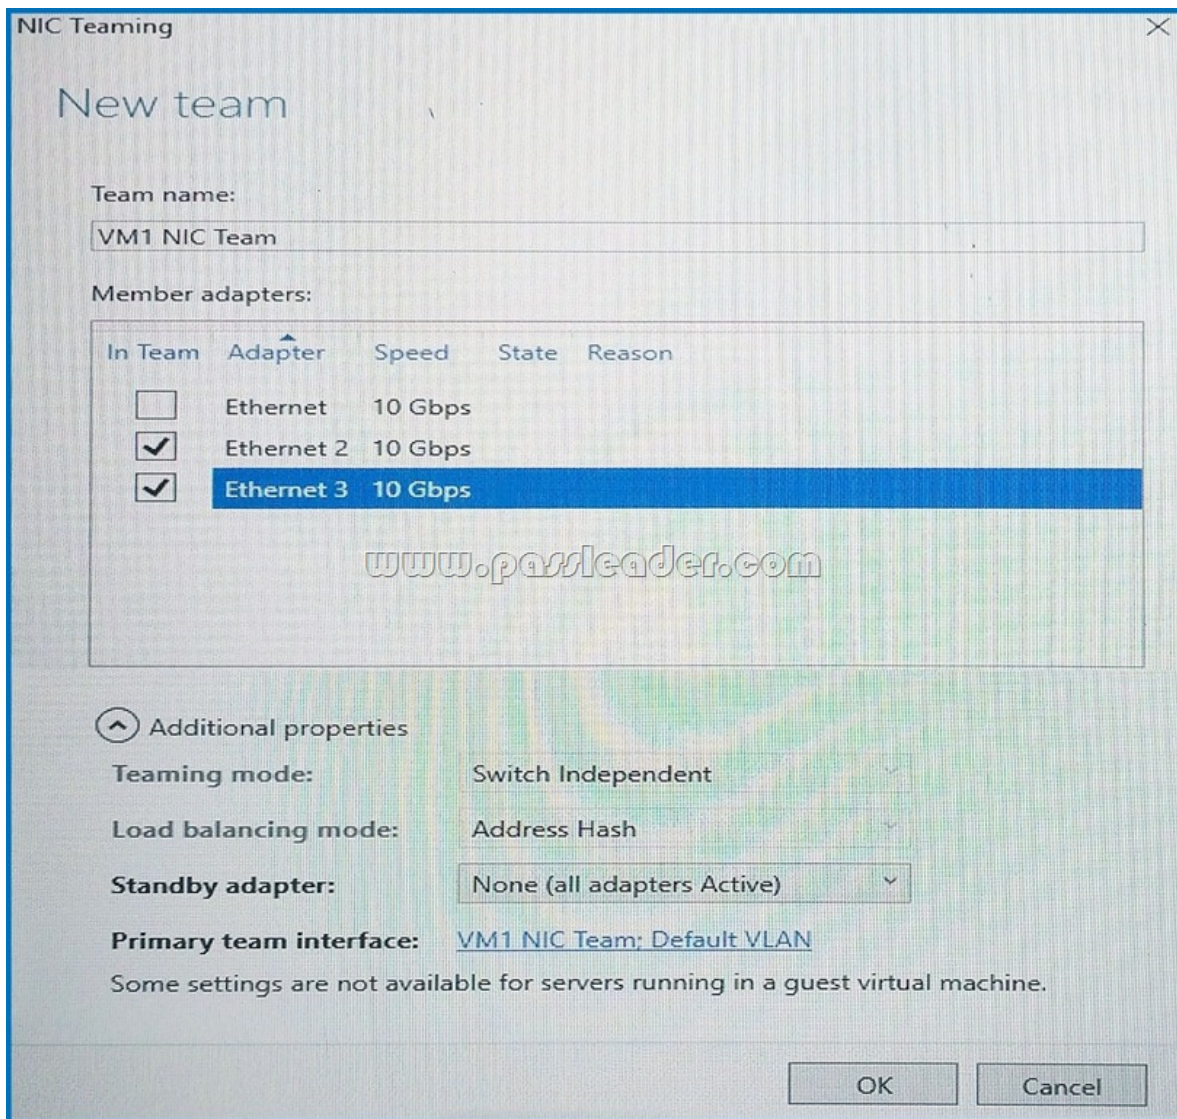 NIC Teaming
New team
Team name:
VM1 NIC Team
Member adapters:
In Team Adapter Speed State Reason
Ethernet 10 Gbps
Ethernet 2 10 Gbps
Ethernet 3 10 Gbps
www.passleader.com
Additional properties
Teaming mode: Switch Independent
Load balancing mode: Address Hash
Standby adapter: None (all adapters Active)
Primary team interface: VM1 NIC Team; Default VLAN
Some settings are not available for servers running in a guest virtual machine.
OK Cancel